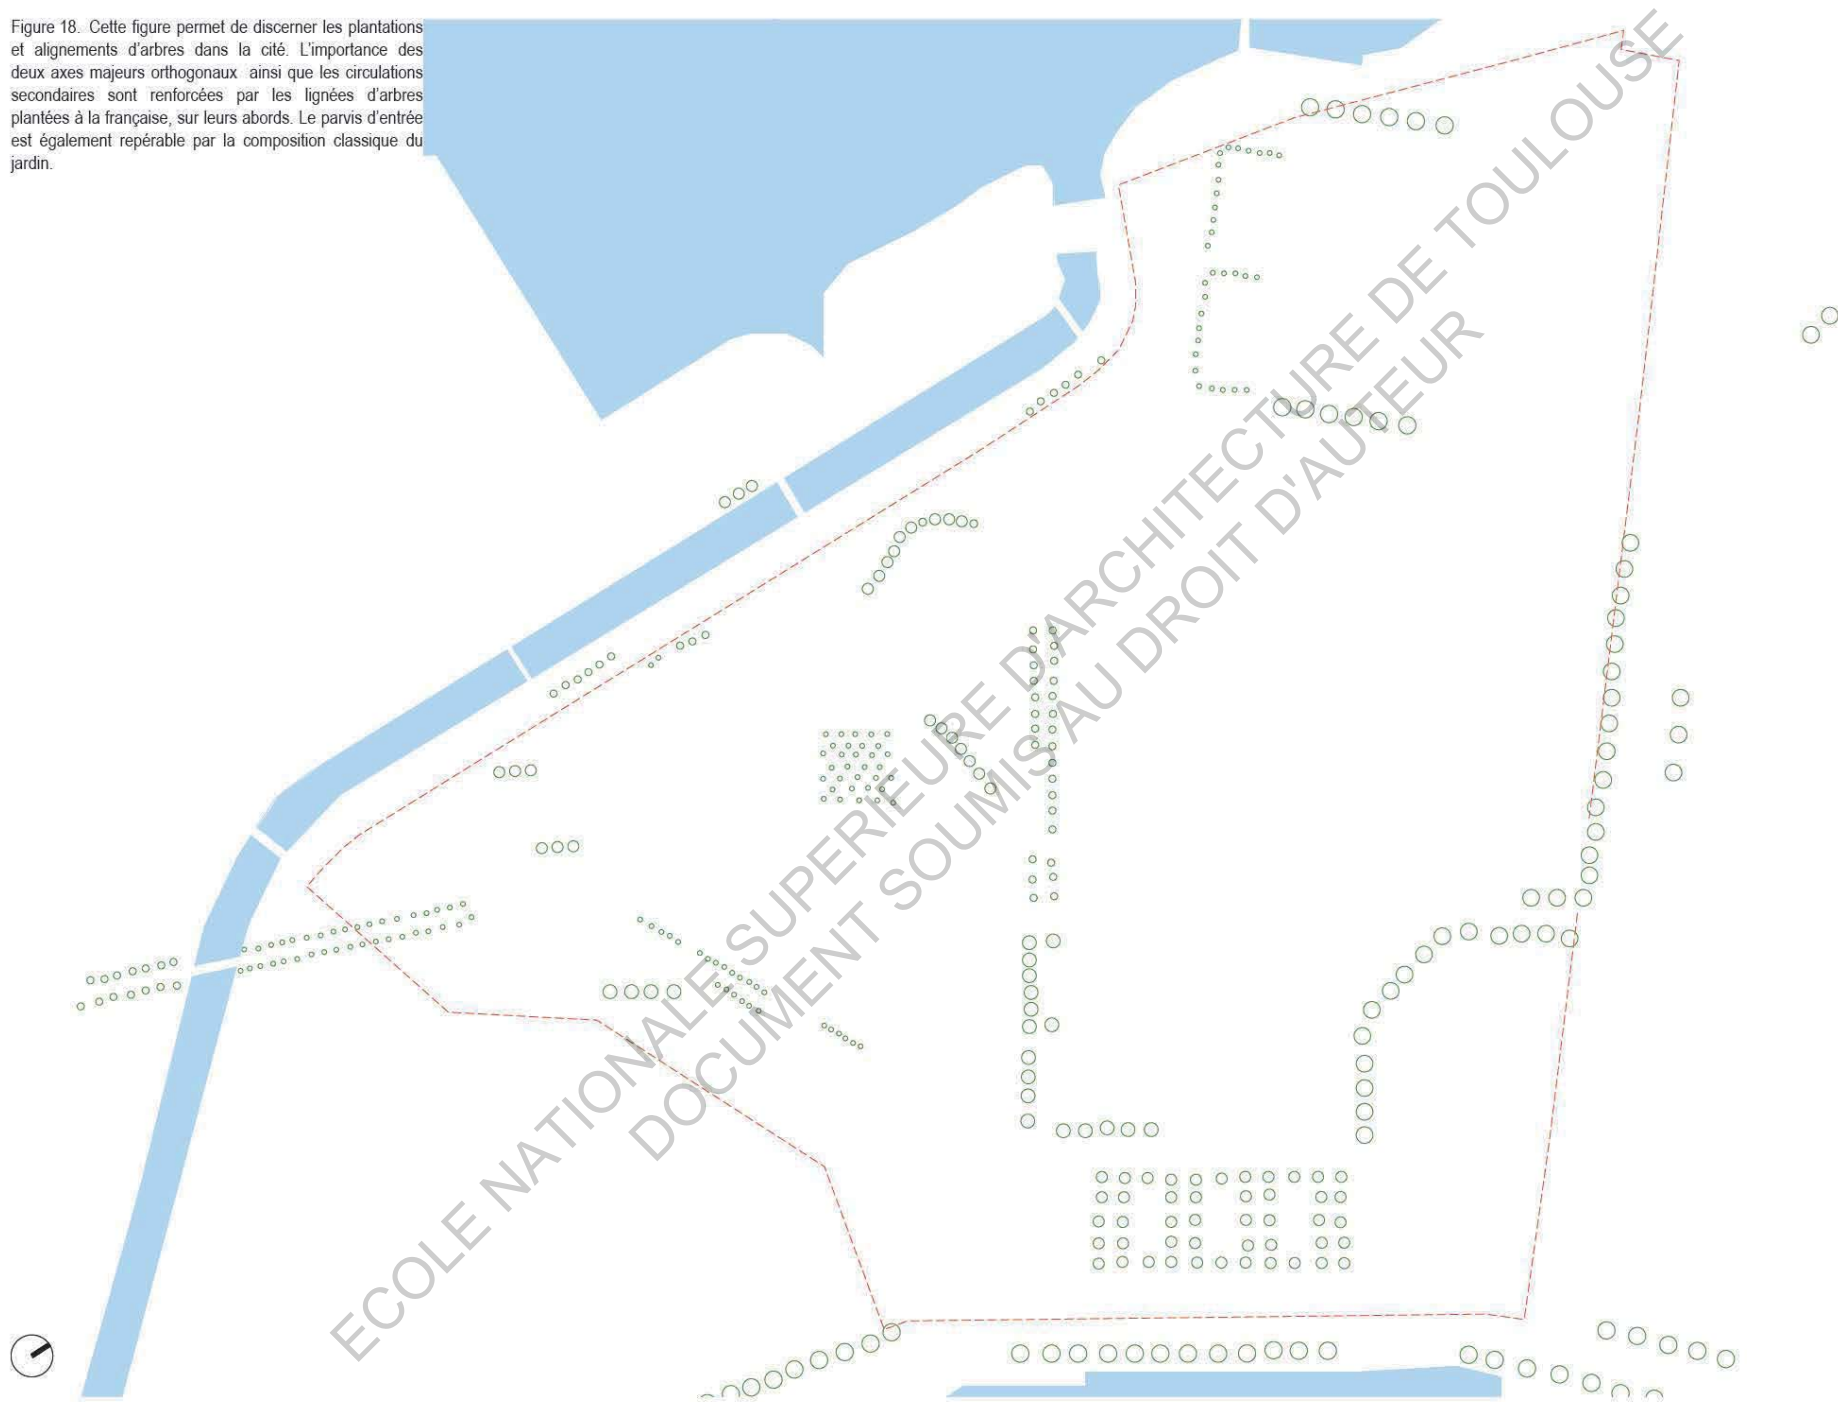 Figure 18. Cette figure permet de discerner les plantations
et alignements d'arbres dans la cité. L'importance des
deux axes majeurs orthogonaux ainsi que les circulations
secondaires sont renforcées par les lignées d'arbres
plantées à la française, sur leurs abords. Le parvis d'entrée
est également repérable par la composition classique du
jardin.
ECOLE NATIONALE SUPERIEURE D'ARCHITECTURE DE TOULOUSE
DOCUMENT SOUMIS AU DROIT D'AUTEUR